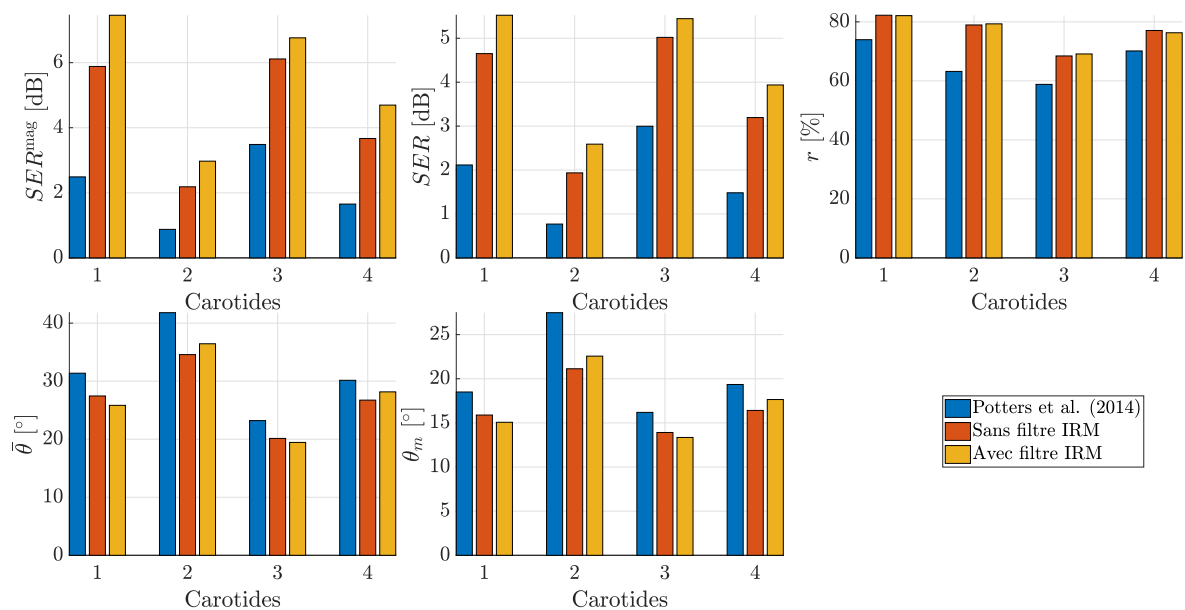 SER^mag [dB]
6
4
2
0
1 2 3 4
Carotides
SER [dB]
5
4
3
2
1
0
1 2 3 4
Carotides
r [%]
80
60
40
20
0
1 2 3 4
Carotides
θ̄ [°]
40
30
20
10
0
1 2 3 4
Carotides
θ_m [°]
25
20
15
10
5
0
1 2 3 4
Carotides
Potters et al. (2014)
Sans filtre IRM
Avec filtre IRM